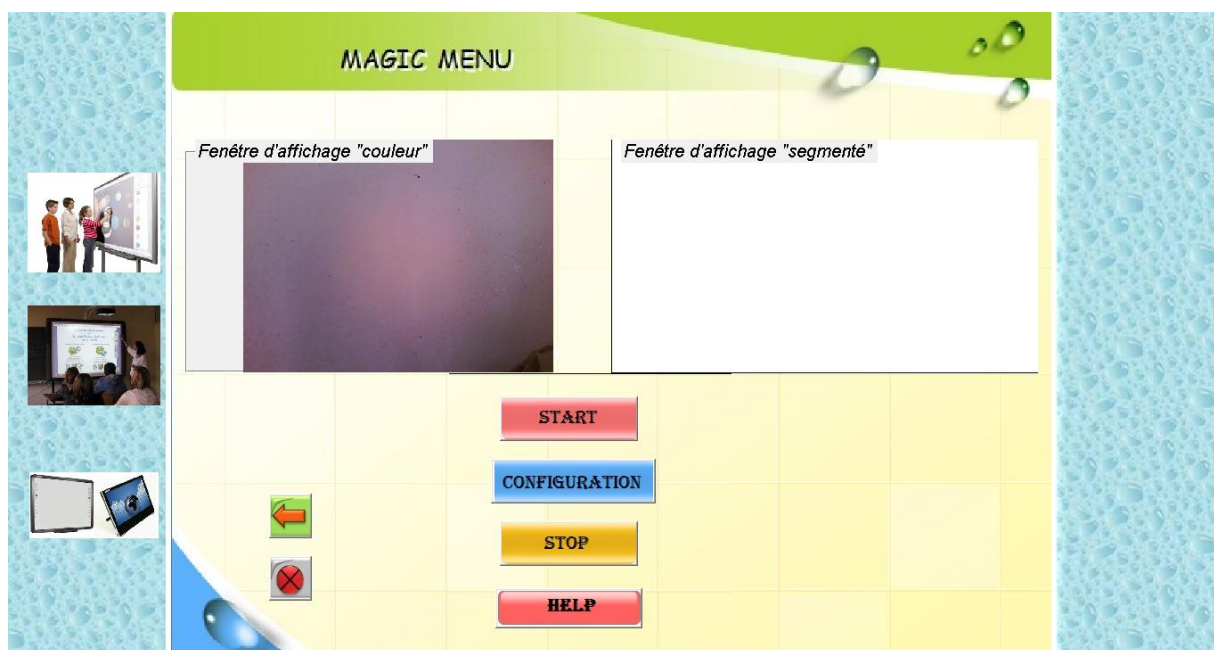 MAGIC MENU
Fenêtre d'affichage "couleur"
Fenêtre d'affichage "segmenté"
START
CONFIGURATION
STOP
HELP